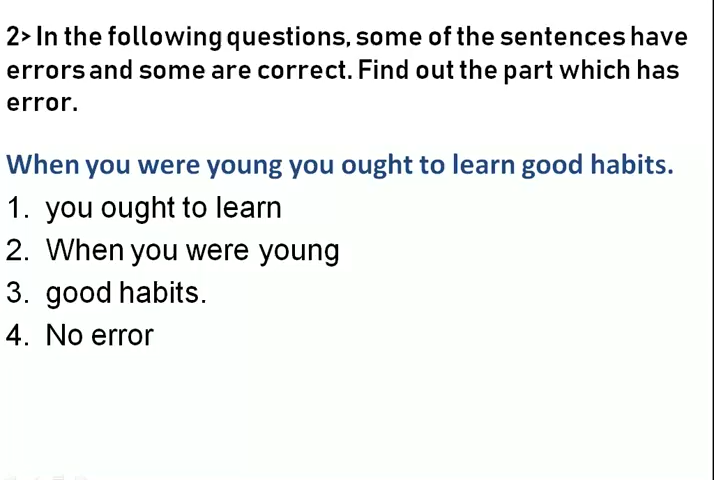 2> In the following questions, some of the sentences have
errors and some are correct. Find out the part which has
error.
When you were young you ought to learn good habits.
1. you ought to learn
2. When you were young
3. good habits.
4. No error